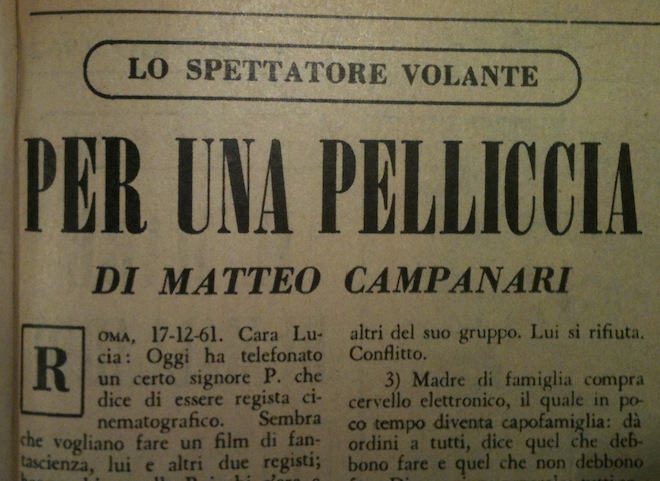 LO SPETTATORE VOLANTE
PER UNA PELLICCIA
DI MATTEO CAMPANARI
ROMA, 17-12-61. Cara Lu-
cia: Oggi ha telefonato
un certo signore P. che
dice di essere regista ci-
nematografico. Sembra
che vogliano fare un film di fan-
tascienza, lui e altri due registi;
altri del suo gruppo. Lui si rifiuta.
Conflitto.
3) Madre di famiglia compra
cervello elettronico, il quale in po-
co tempo diventa capofamiglia: dà
ordini a tutti, dice quel che deb-
bono fare e quel che non debbono